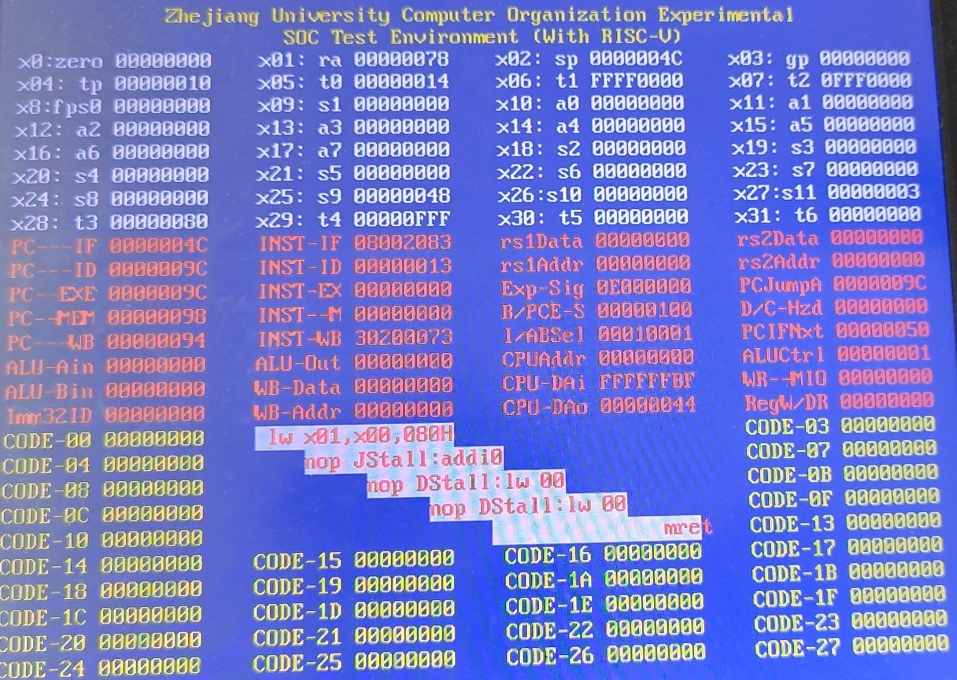 Zhejiang University Computer Organization Experimental
SOC Test Environment (With RISC-V)
x0:zero 00000000 x01: ra 00000078 x02: sp 0000004C x03: gp 00000000
x04: tp 00000010 x05: t0 00000014 x06: t1 FFFF0000 x07: t2 0FFF0000
x8:fps0 00000000 x09: s1 00000000 x10: a0 00000000 x11: a1 00000000
x12: a2 00000000 x13: a3 00000000 x14: a4 00000000 x15: a5 00000000
x16: a6 00000000 x17: a7 00000000 x18: s2 00000000 x19: s3 00000000
x20: s4 00000000 x21: s5 00000000 x22: s6 00000000 x23: s7 00000000
x24: s8 00000000 x25: s9 00000048 x26:s10 00000000 x27:s11 00000003
x28: t3 00000080 x29: t4 00000FFF x30: t5 00000000 x31: t6 00000000
PC---IF 0000004C INST-IF 08002083 rs1Data 00000000 rs2Data 00000000
PC---ID 0000009C INST-ID 00000013 rs1Addr 00000000 rs2Addr 00000000
PC--EXE 0000009C INST-EX 00000000 Exp-Sig 0E000000 PCJumpA 0000009C
PC--MEM 00000098 INST--M 00000000 B/PCE-S 00000100 D/C-Hzd 00000000
PC---WB 00000094 INST-WB 30200073 I/ABSel 00010001 PCIFNxt 00000050
ALU-Ain 00000000 ALU-Out 00000000 CPUAddr 00000000 ALUCtrl 00000001
ALU-Bin 00000000 WB-Data 00000000 CPU-DAi FFFFFFBF WR--MIO 00000000
Imm32ID 00000000 WB-Addr 00000000 CPU-DAo 00000044 RegW/DR 00000000
CODE-00 00000000 lw x01,x00,080H CODE-03 00000000
CODE-04 00000000 nop JStall:addi0 CODE-07 00000000
CODE-08 00000000 nop DStall:lw 00 CODE-0B 00000000
CODE-0C 00000000 nop DStall:lw 00 CODE-0F 00000000
CODE-10 00000000 mret CODE-13 00000000
CODE-14 00000000 CODE-15 00000000 CODE-16 00000000 CODE-17 00000000
CODE-18 00000000 CODE-19 00000000 CODE-1A 00000000 CODE-1B 00000000
CODE-1C 00000000 CODE-1D 00000000 CODE-1E 00000000 CODE-1F 00000000
CODE-20 00000000 CODE-21 00000000 CODE-22 00000000 CODE-23 00000000
CODE-24 00000000 CODE-25 00000000 CODE-26 00000000 CODE-27 00000000